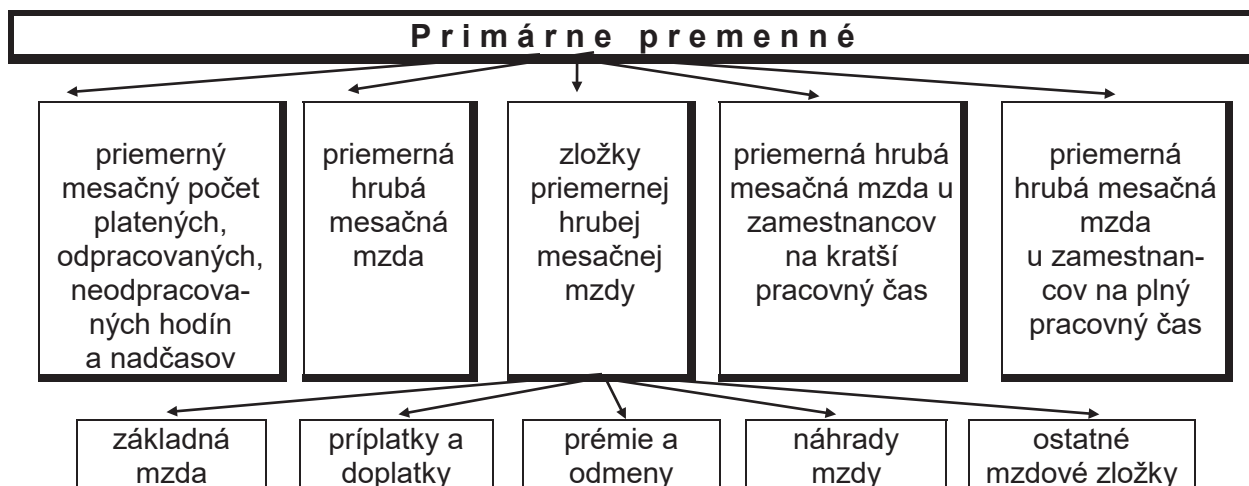 Primárne premenné
priemerný
mesačný počet
platených,
odpracovaných,
neodpracova-
ných hodín
a nadčasov
priemerná
hrubá
mesačná
mzda
zložky
priemernej
hrubej
mesačnej
mzdy
priemerná hrubá
mesačná mzda u
zamestnancov
na kratší
pracovný čas
priemerná
hrubá mesačná
mzda
u zamestnan-
cov na plný
pracovný čas
základná
mzda
príplatky a
doplatky
prémie a
odmeny
náhrady
mzdy
ostatné
mzdové zložky